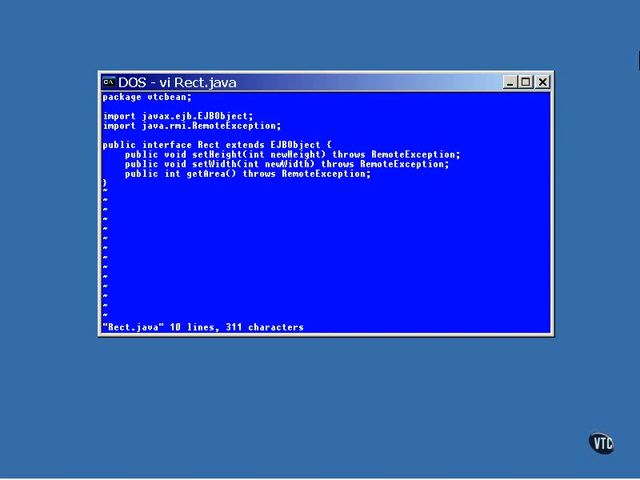 DOS - vi Rect.java
package vtcbean;
import javax.ejb.EJBObject;
import java.rmi.RemoteException;
public interface Rect extends EJBObject {
public void setHeight(int newHeight) throws RemoteException;
public void setWidth(int newWidth) throws RemoteException;
public int getArea() throws RemoteException;
}
~
~
~
~
~
~
~
~
~
~
~
~
~
~
"Rect.java" 10 lines, 311 characters
VTC